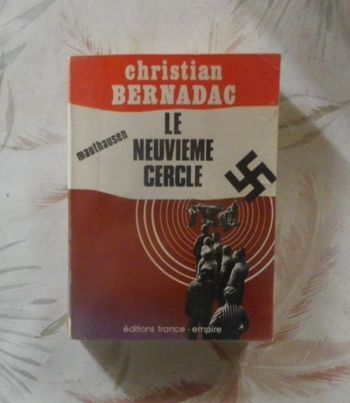 christian
BERNADAC
LE
mauthausen
NEUVIEME
CERCLE
éditions france-empire